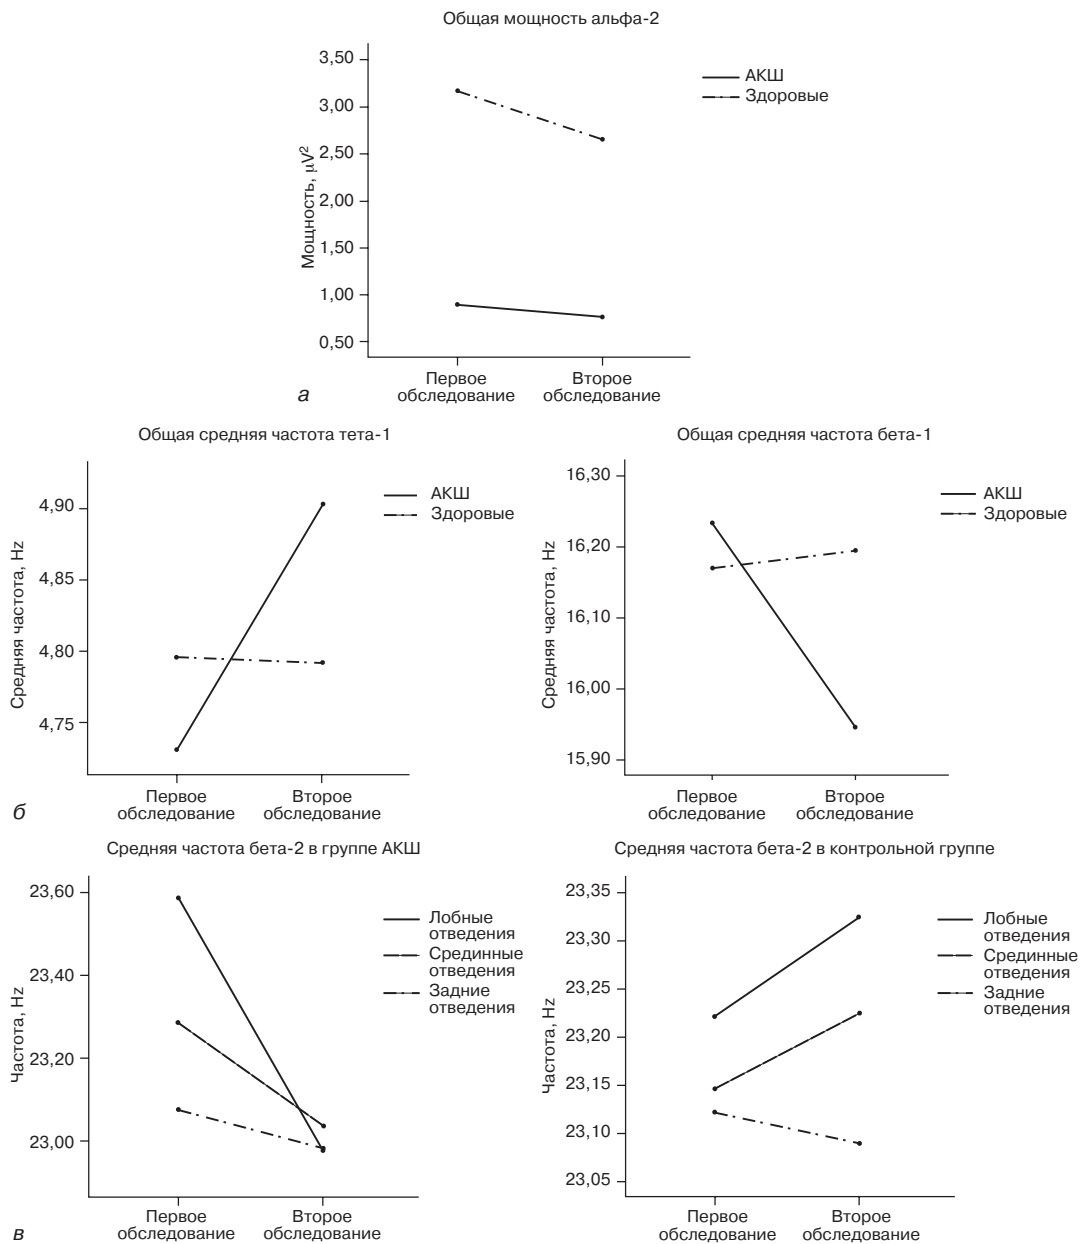 Общая мощность альфа-2
Мощность, μV²
3,50
3,00
2,50
2,00
1,50
1,00
0,50
АКШ
Здоровые
Первое
обследование
Второе
обследование
а
Общая средняя частота тета-1
Средняя частота, Hz
4,90
4,85
4,80
4,75
АКШ
Здоровые
Первое
обследование
Второе
обследование
Общая средняя частота бета-1
Средняя частота, Hz
16,30
16,20
16,10
16,00
15,90
АКШ
Здоровые
Первое
обследование
Второе
обследование
б
Средняя частота бета-2 в группе АКШ
Частота, Hz
23,60
23,40
23,20
23,00
Лобные
отведения
Срединные
отведения
Задние
отведения
Первое
обследование
Второе
обследование
Средняя частота бета-2 в контрольной группе
Частота, Hz
23,35
23,30
23,25
23,20
23,15
23,10
23,05
Лобные
отведения
Срединные
отведения
Задние
отведения
Первое
обследование
Второе
обследование
в